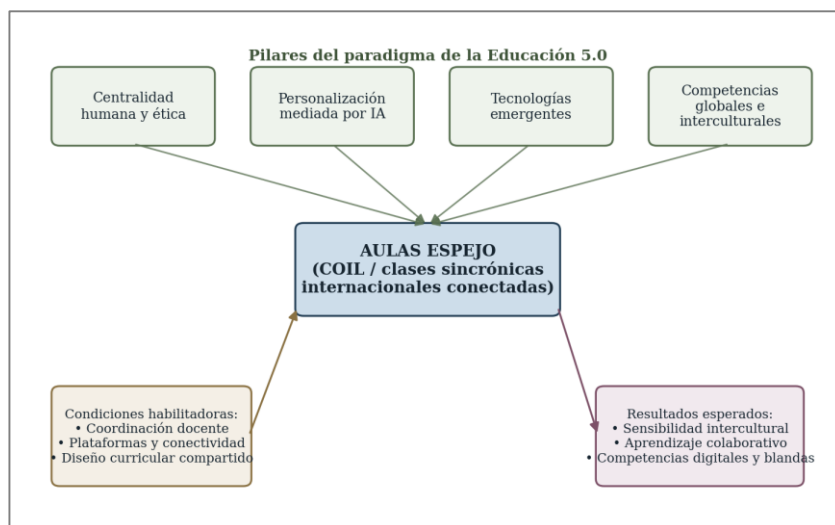 Pilares del paradigma de la Educación 5.0
Centralidad
humana y ética
Personalización
mediada por IA
Tecnologías
emergentes
Competencias
globales e
interculturales
AULAS ESPEJO
(COIL / clases sincrónicas
internacionales conectadas)
Condiciones habilitadoras:
• Coordinación docente
• Plataformas y conectividad
• Diseño curricular compartido
Resultados esperados:
• Sensibilidad intercultural
• Aprendizaje colaborativo
• Competencias digitales y blandas